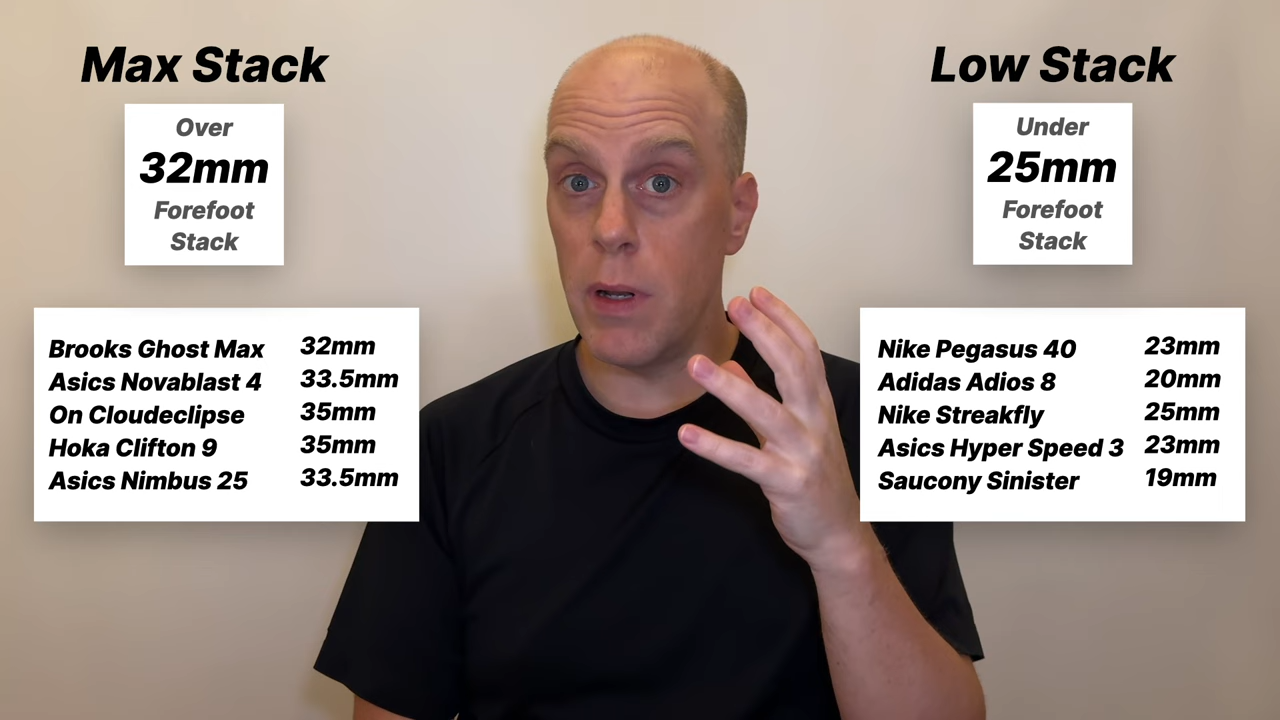 Max Stack
Over
32mm
Forefoot
Stack
Brooks Ghost Max 32mm
Asics Novablast 4 33.5mm
On Cloudeclipse 35mm
Hoka Clifton 9 35mm
Asics Nimbus 25 33.5mm
Low Stack
Under
25mm
Forefoot
Stack
Nike Pegasus 40 23mm
Adidas Adios 8 20mm
Nike Streakfly 25mm
Asics Hyper Speed 3 23mm
Saucony Sinister 19mm